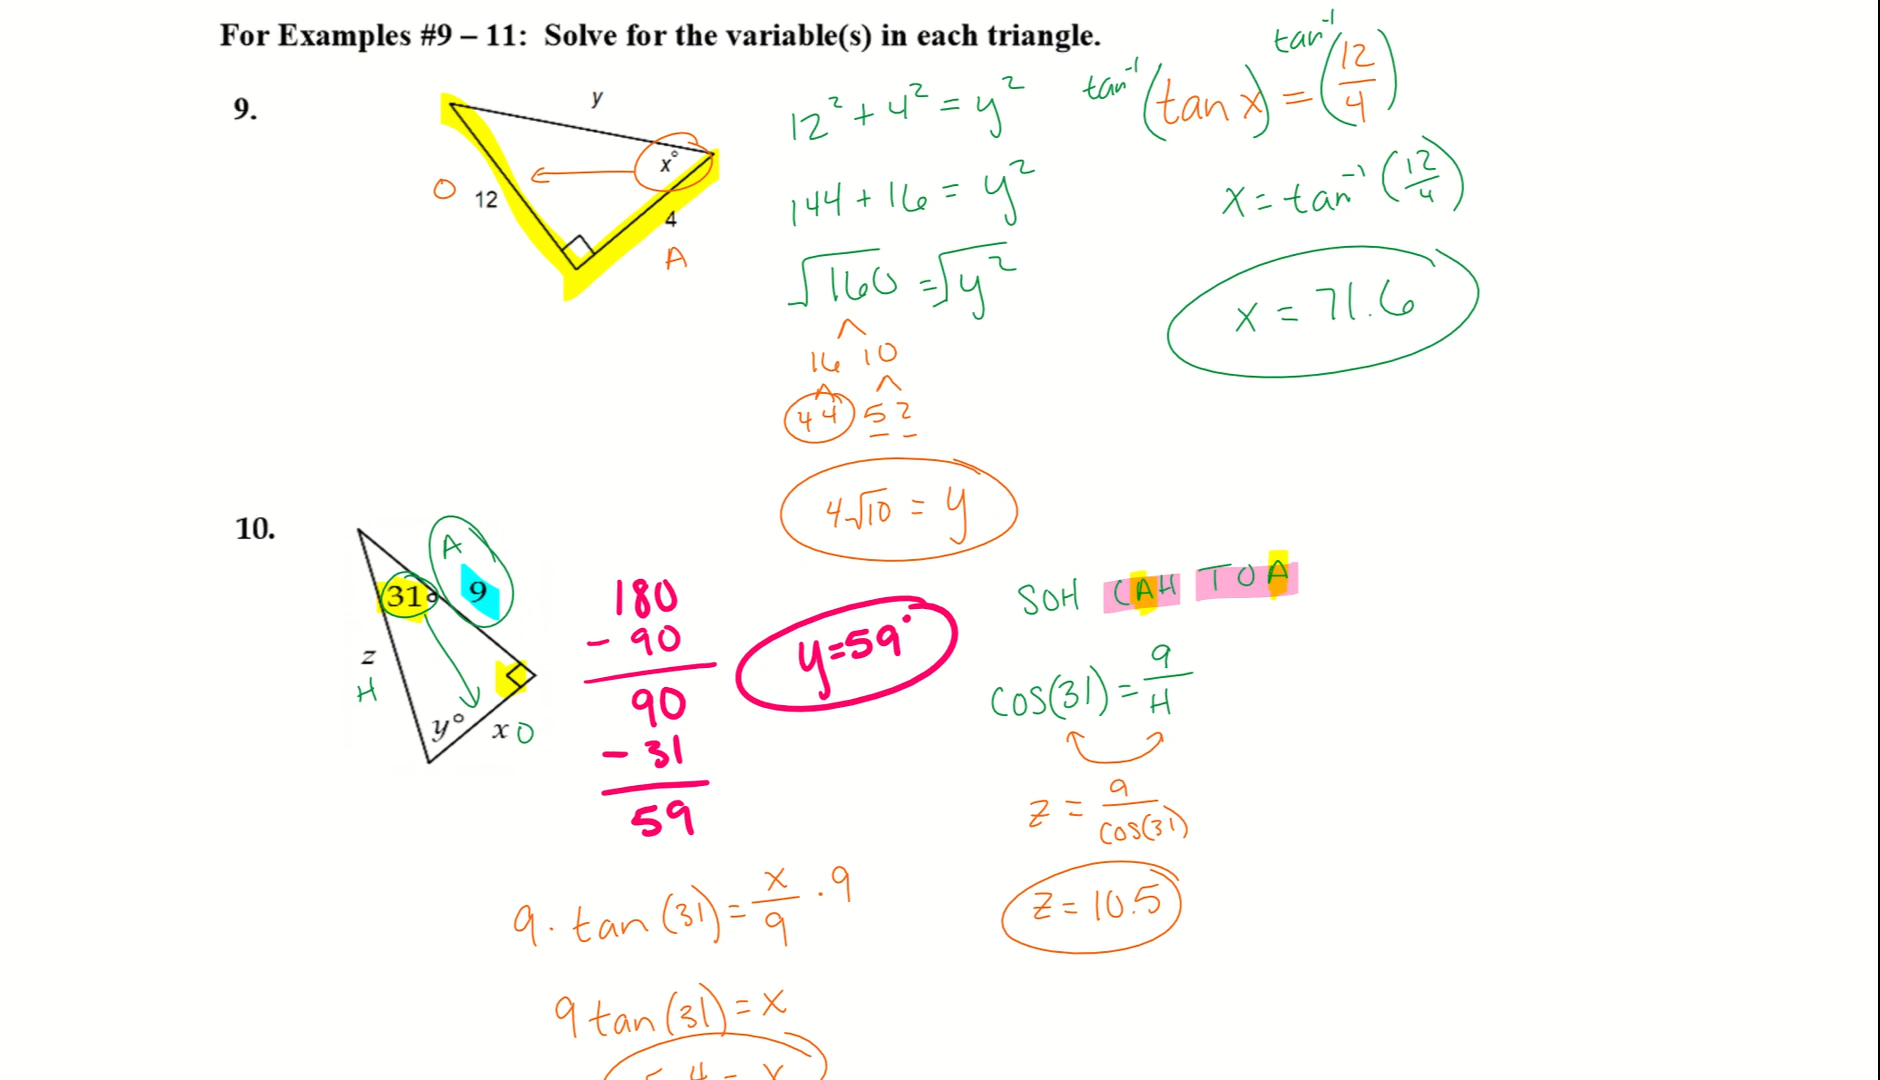 For Examples #9 – 11: Solve for the variable(s) in each triangle.
9.
y
x°
O 12
4
A
12² + 4² = y²
144 + 16 = y²
√160 = √y²
16 10
44 52
4√10 = y
tan⁻¹(tan x) = tan⁻¹(12/4)
x = tan⁻¹(12/4)
x = 71.6
10.
A
31° 9
z
H
y° x O
180
- 90
90
- 31
59
y=59°
SOH CAH TOA
cos(31) = 9/H
z = 9/cos(31)
z = 10.5
9 · tan(31) = x/9 · 9
9 tan(31) = x
5.4 = x